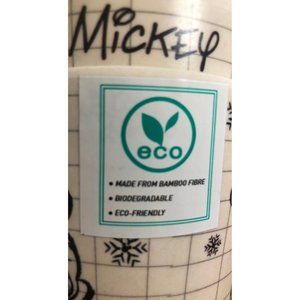 MICKEY
eco
• MADE FROM BAMBOO FIBRE
• BIODEGRADABLE
• ECO-FRIENDLY